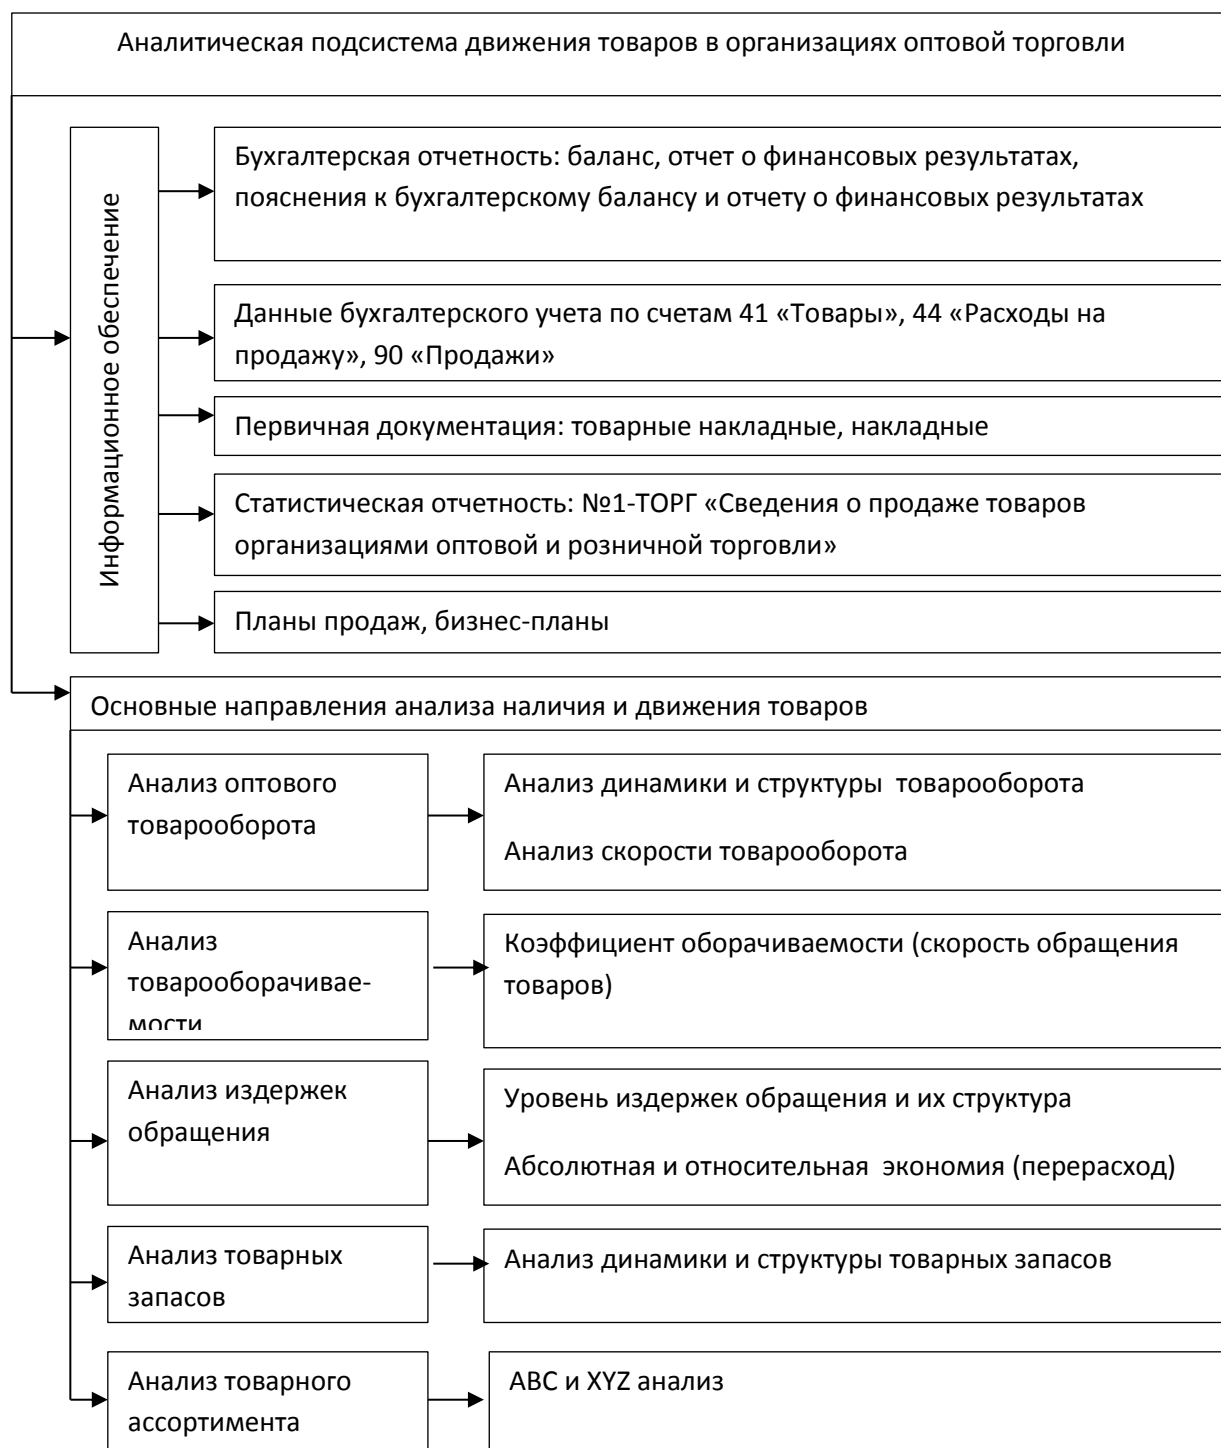 Аналитическая подсистема движения товаров в организациях оптовой торговли
Информационное обеспечение
Бухгалтерская отчетность: баланс, отчет о финансовых результатах,
пояснения к бухгалтерскому балансу и отчету о финансовых результатах
Данные бухгалтерского учета по счетам 41 «Товары», 44 «Расходы на
продажу», 90 «Продажи»
Первичная документация: товарные накладные, накладные
Статистическая отчетность: №1-ТОРГ «Сведения о продаже товаров
организациями оптовой и розничной торговли»
Планы продаж, бизнес-планы
Основные направления анализа наличия и движения товаров
Анализ оптового
товарооборота
Анализ динамики и структуры  товарооборота
Анализ скорости товарооборота
Анализ
товарооборачивае-
мости
Коэффициент оборачиваемости (скорость обращения
товаров)
Анализ издержек
обращения
Уровень издержек обращения и их структура
Абсолютная и относительная  экономия (перерасход)
Анализ товарных
запасов
Анализ динамики и структуры товарных запасов
Анализ товарного
ассортимента
ABC и XYZ анализ